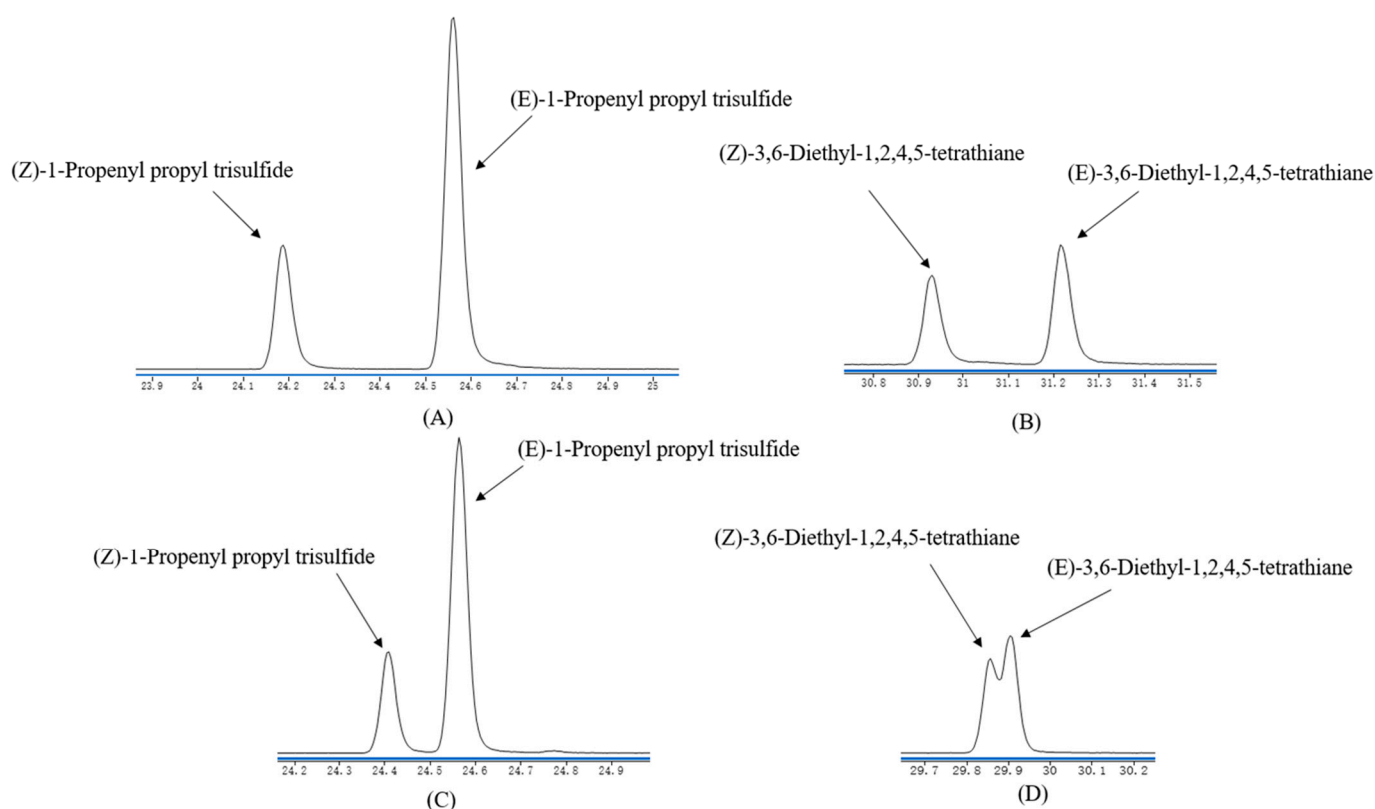 (E)-1-Propenyl propyl trisulfide
(Z)-1-Propenyl propyl trisulfide
23.9 24 24.1 24.2 24.3 24.4 24.5 24.6 24.7 24.8 24.9 25
(A)
(Z)-3,6-Diethyl-1,2,4,5-tetrathiane
(E)-3,6-Diethyl-1,2,4,5-tetrathiane
30.8 30.9 31 31.1 31.2 31.3 31.4 31.5
(B)
(E)-1-Propenyl propyl trisulfide
(Z)-1-Propenyl propyl trisulfide
24.2 24.3 24.4 24.5 24.6 24.7 24.8 24.9
(C)
(Z)-3,6-Diethyl-1,2,4,5-tetrathiane
(E)-3,6-Diethyl-1,2,4,5-tetrathiane
29.7 29.8 29.9 30 30.1 30.2
(D)